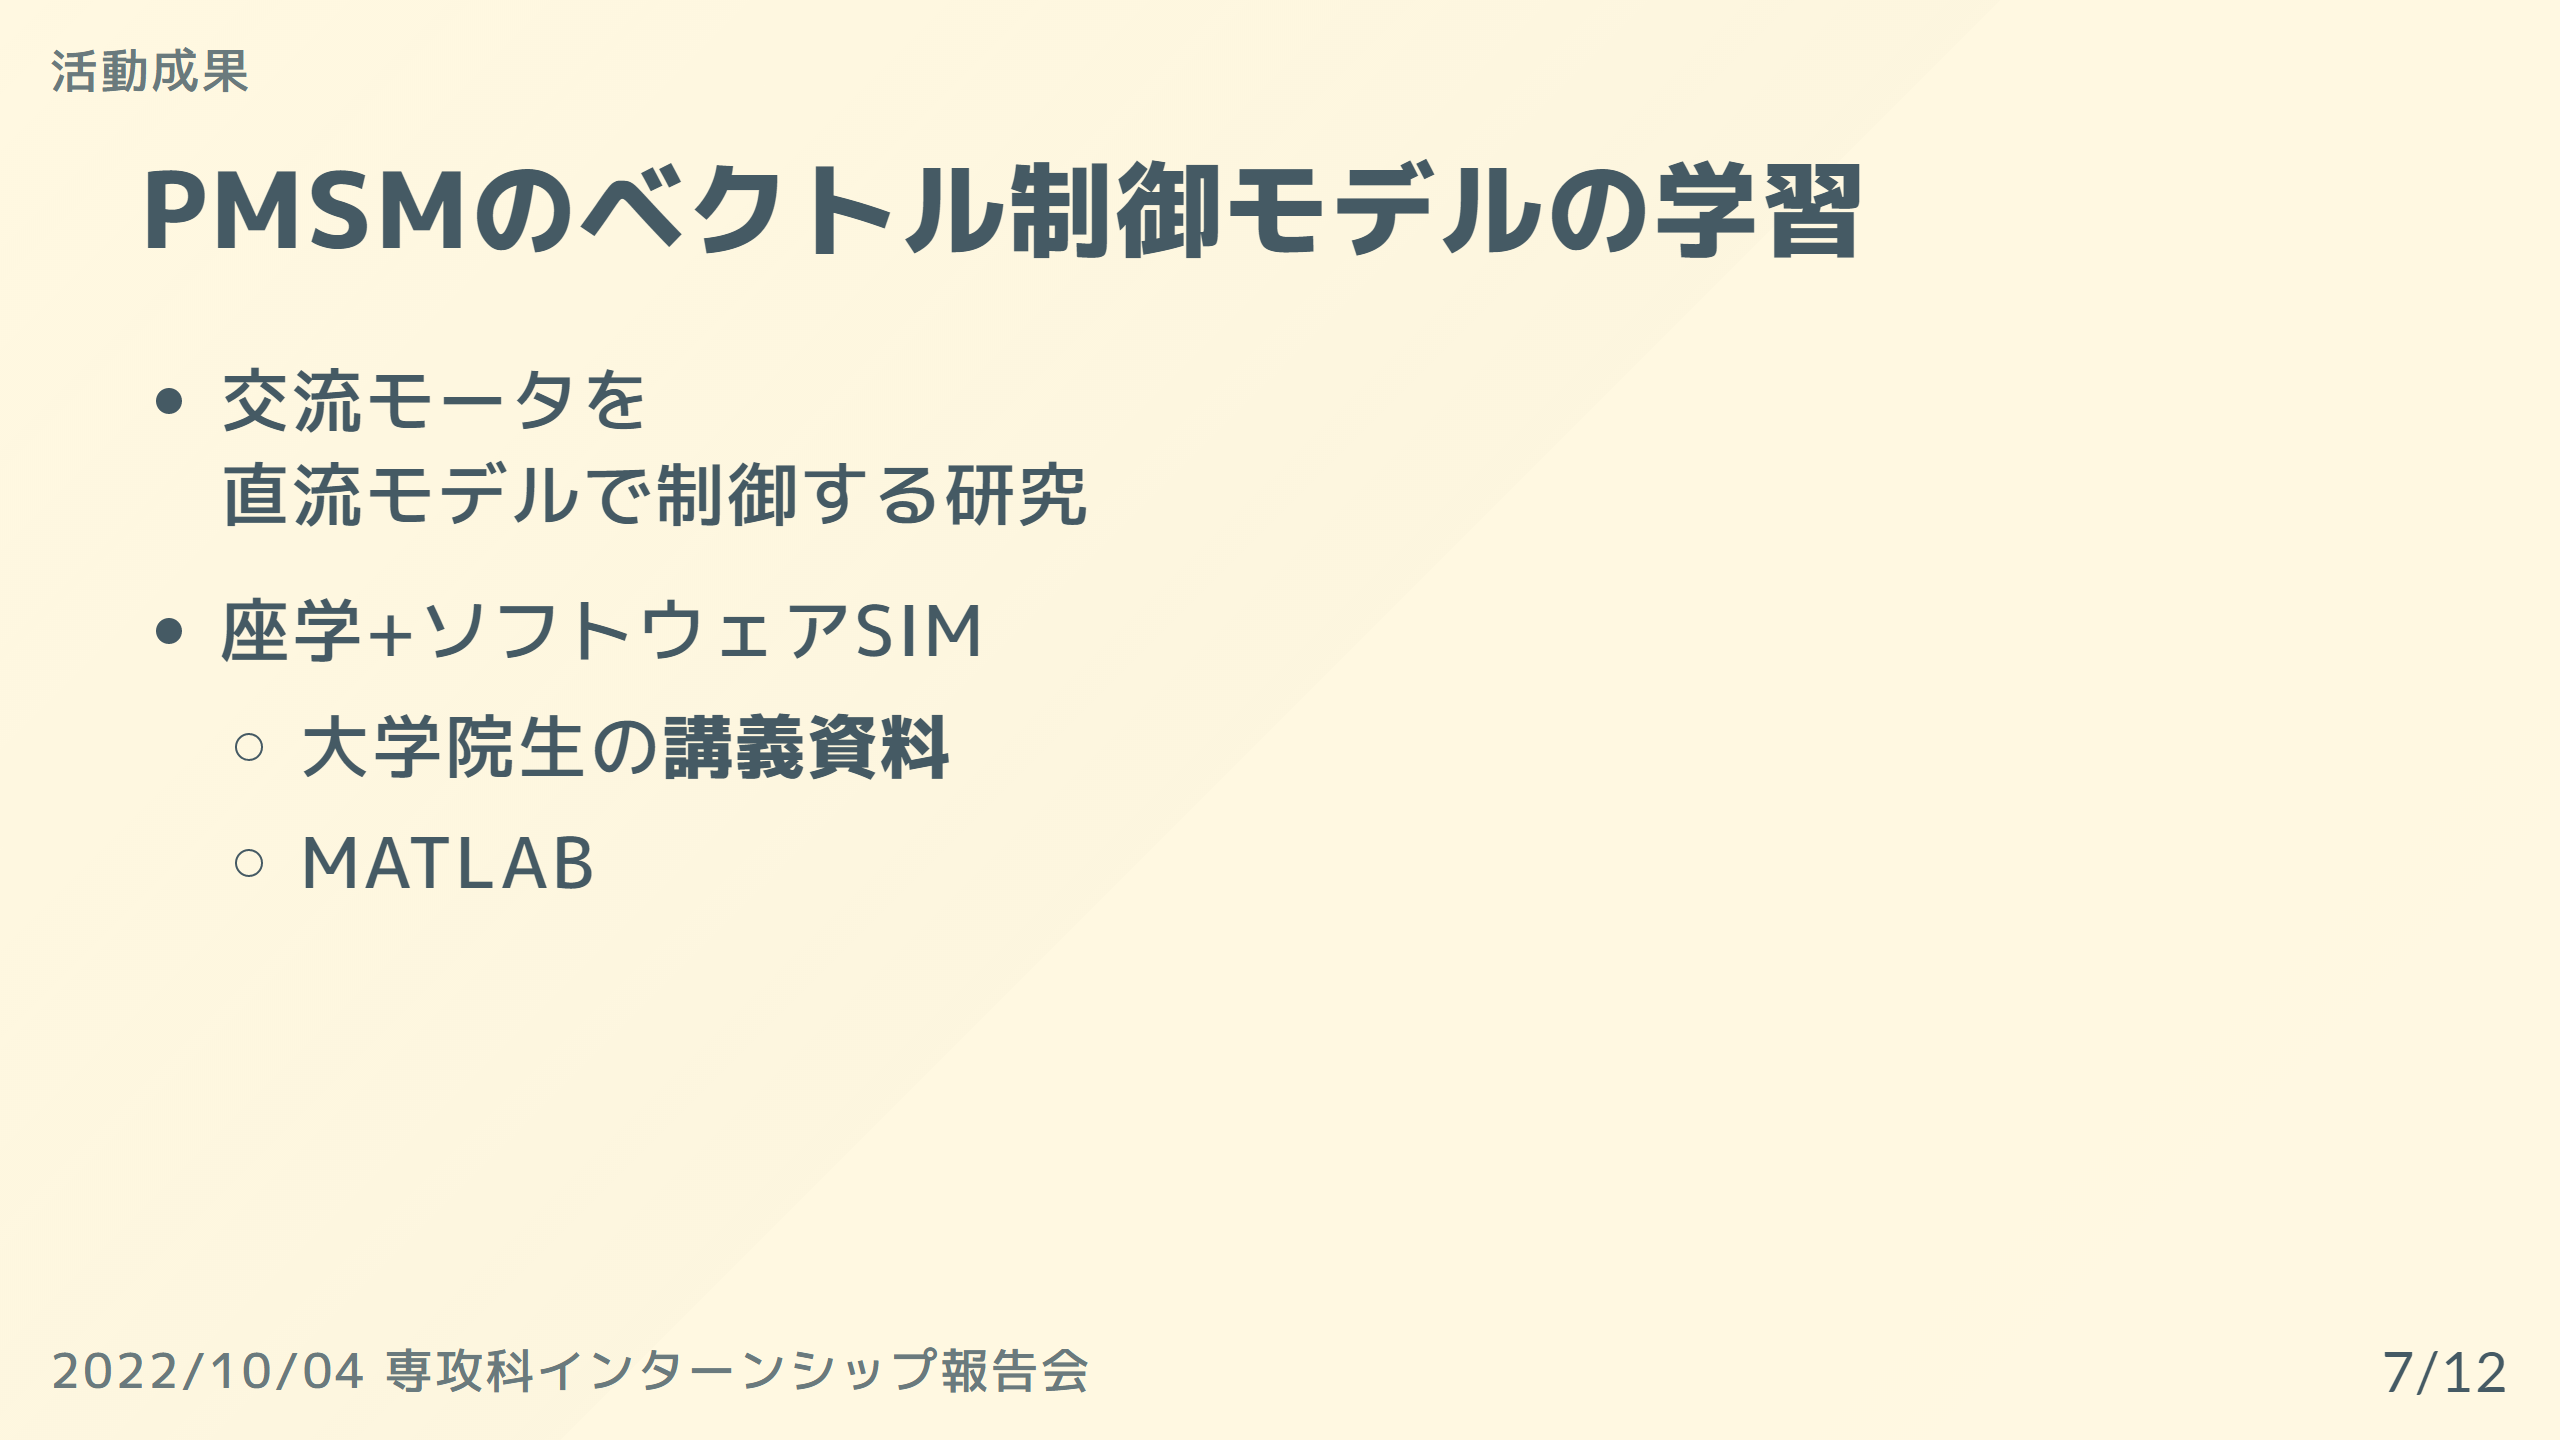 活動成果
PMSMのベクトル制御モデルの学習
• 交流モータを
直流モデルで制御する研究
• 座学+ソフトウェアSIM
○ 大学院生の講義資料
○ MATLAB
2022/10/04 専攻科インターンシップ報告会
7/12